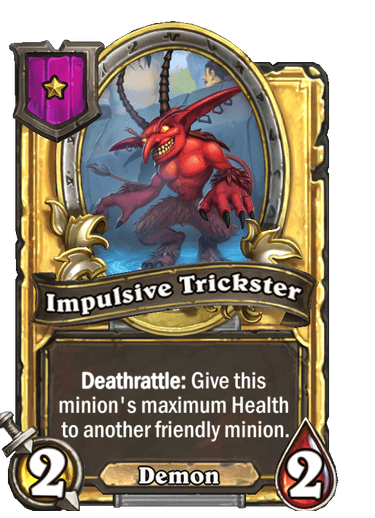 Impulsive Trickster
Deathrattle: Give this
minion's maximum Health
to another friendly minion.
2
Demon
2